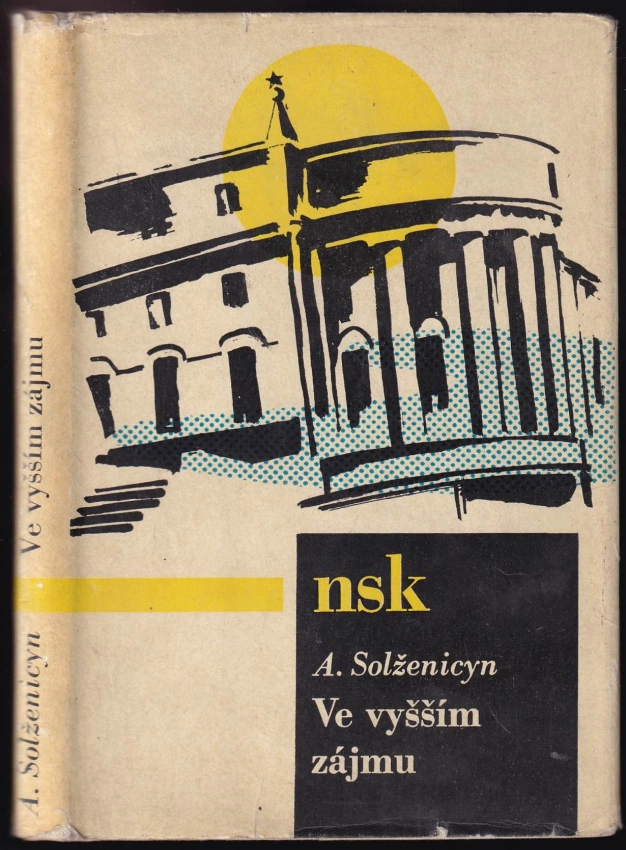 nsk
A. Solženicyn
Ve vyšším
zájmu
A. Solženicyn Ve vyšším zájmu